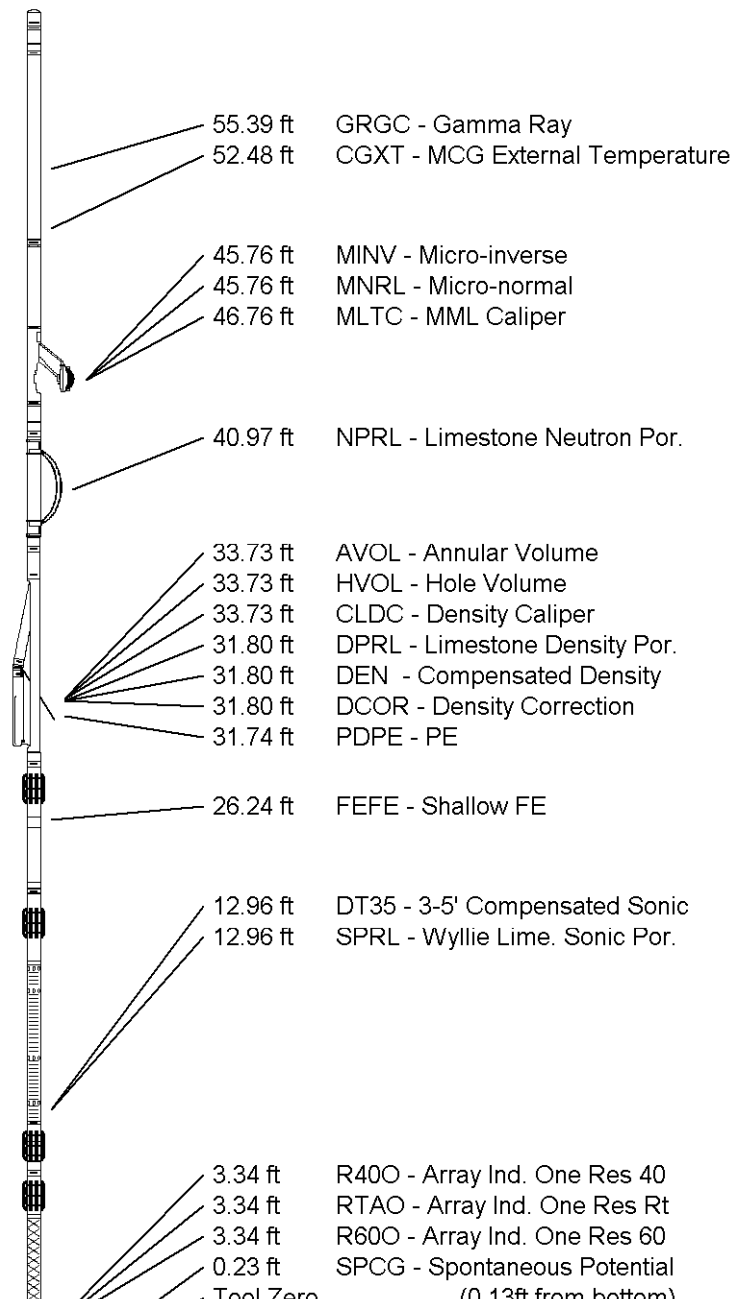 55.39 ft GRGC - Gamma Ray
52.48 ft CGXT - MCG External Temperature
45.76 ft MINV - Micro-inverse
45.76 ft MNRL - Micro-normal
46.76 ft MLTC - MML Caliper
40.97 ft NPRL - Limestone Neutron Por.
33.73 ft AVOL - Annular Volume
33.73 ft HVOL - Hole Volume
33.73 ft CLDC - Density Caliper
31.80 ft DPRL - Limestone Density Por.
31.80 ft DEN - Compensated Density
31.80 ft DCOR - Density Correction
31.74 ft PDPE - PE
26.24 ft FEFE - Shallow FE
12.96 ft DT35 - 3-5' Compensated Sonic
12.96 ft SPRL - Wyllie Lime. Sonic Por.
3.34 ft R40O - Array Ind. One Res 40
3.34 ft RTAO - Array Ind. One Res Rt
3.34 ft R60O - Array Ind. One Res 60
0.23 ft SPCG - Spontaneous Potential
Tool Zero (0.13ft from bottom)